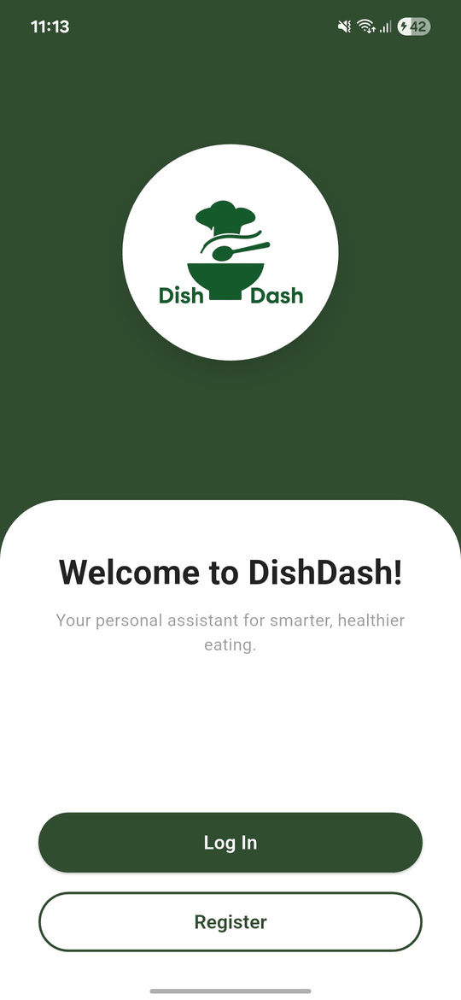 11:13
42
Dish Dash
Welcome to DishDash!
Your personal assistant for smarter, healthier
eating.
Log In
Register